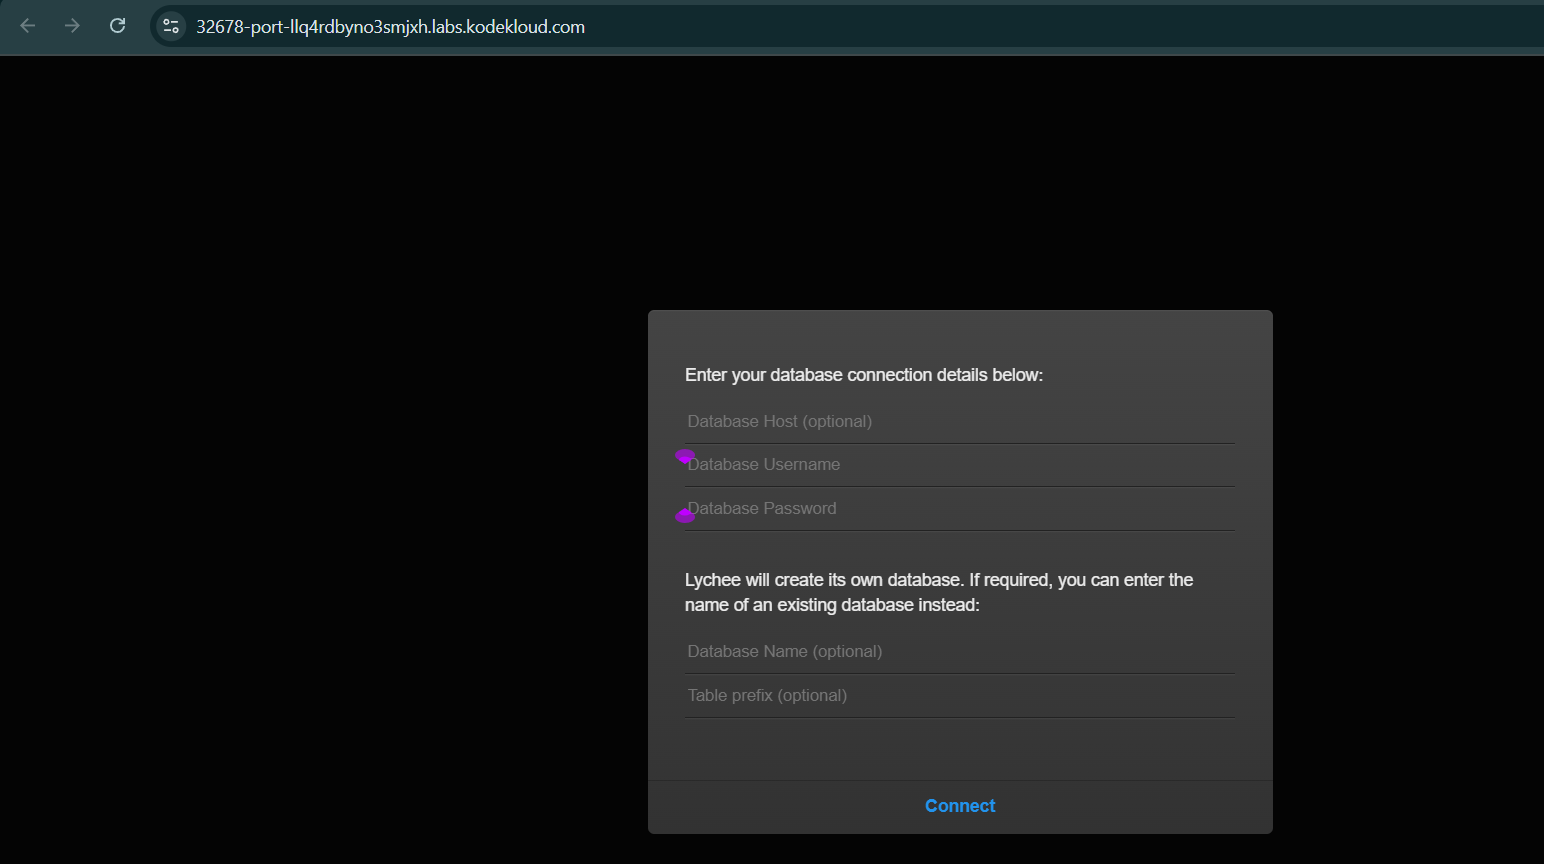 32678-port-llq4rdbyno3smjxh.labs.kodekloud.com
Enter your database connection details below:
Database Host (optional)
Database Username
Database Password
Lychee will create its own database. If required, you can enter the
name of an existing database instead:
Database Name (optional)
Table prefix (optional)
Connect